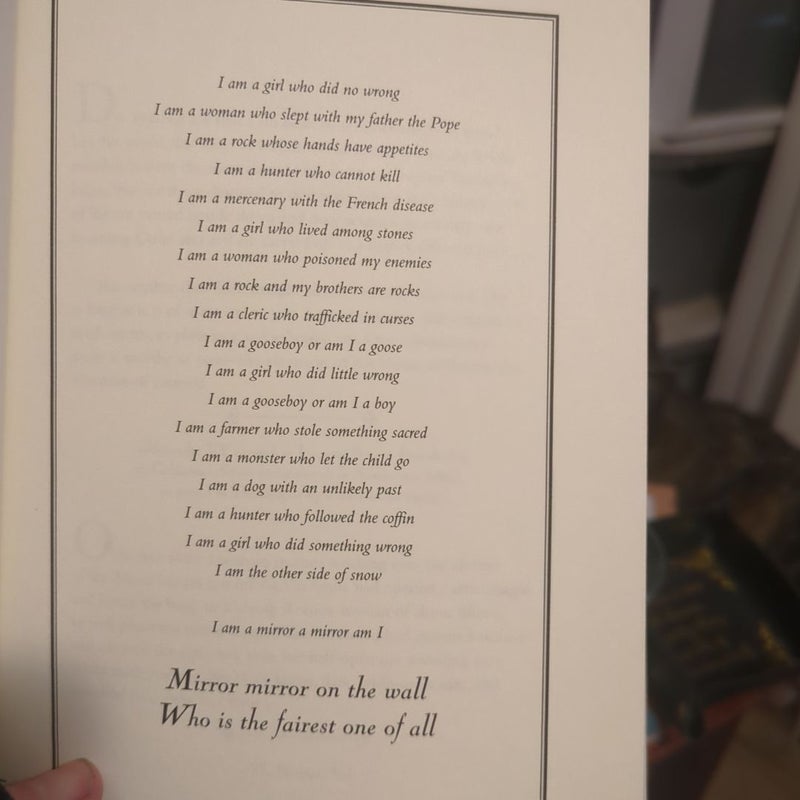 I am a girl who did no wrong
I am a woman who slept with my father the Pope
I am a rock whose hands have appetites
I am a hunter who cannot kill
I am a mercenary with the French disease
I am a girl who lived among stones
I am a woman who poisoned my enemies
I am a rock and my brothers are rocks
I am a cleric who trafficked in curses
I am a gooseboy or am I a goose
I am a girl who did little wrong
I am a gooseboy or am I a boy
I am a farmer who stole something sacred
I am a monster who let the child go
I am a dog with an unlikely past
I am a hunter who followed the coffin
I am a girl who did something wrong
I am the other side of snow
I am a mirror a mirror am I
Mirror mirror on the wall
Who is the fairest one of all